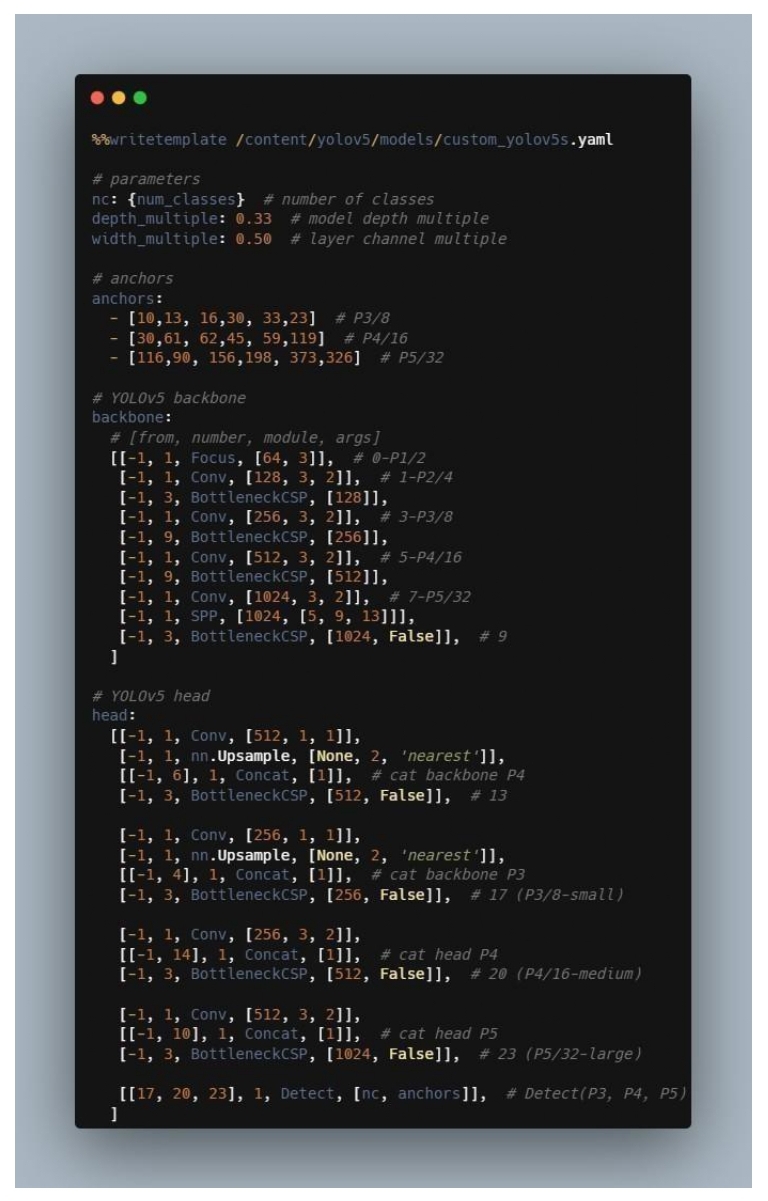 %%writetemplate /content/yolov5/models/custom_yolov5s.yaml
# parameters
nc: {num_classes}  # number of classes
depth_multiple: 0.33  # model depth multiple
width_multiple: 0.50  # layer channel multiple
# anchors
anchors:
  - [10,13, 16,30, 33,23]  # P3/8
  - [30,61, 62,45, 59,119]  # P4/16
  - [116,90, 156,198, 373,326]  # P5/32
# YOLOv5 backbone
backbone:
  # [from, number, module, args]
  [[-1, 1, Focus, [64, 3]],  # 0-P1/2
   [-1, 1, Conv, [128, 3, 2]],  # 1-P2/4
   [-1, 3, BottleneckCSP, [128]],
   [-1, 1, Conv, [256, 3, 2]],  # 3-P3/8
   [-1, 9, BottleneckCSP, [256]],
   [-1, 1, Conv, [512, 3, 2]],  # 5-P4/16
   [-1, 9, BottleneckCSP, [512]],
   [-1, 1, Conv, [1024, 3, 2]],  # 7-P5/32
   [-1, 1, SPP, [1024, [5, 9, 13]]],
   [-1, 3, BottleneckCSP, [1024, False]],  # 9
  ]
# YOLOv5 head
head:
  [[-1, 1, Conv, [512, 1, 1]],
   [-1, 1, nn.Upsample, [None, 2, 'nearest']],
   [[-1, 6], 1, Concat, [1]],  # cat backbone P4
   [-1, 3, BottleneckCSP, [512, False]],  # 13
   [-1, 1, Conv, [256, 1, 1]],
   [-1, 1, nn.Upsample, [None, 2, 'nearest']],
   [[-1, 4], 1, Concat, [1]],  # cat backbone P3
   [-1, 3, BottleneckCSP, [256, False]],  # 17 (P3/8-small)
   [-1, 1, Conv, [256, 3, 2]],
   [[-1, 14], 1, Concat, [1]],  # cat head P4
   [-1, 3, BottleneckCSP, [512, False]],  # 20 (P4/16-medium)
   [-1, 1, Conv, [512, 3, 2]],
   [[-1, 10], 1, Concat, [1]],  # cat head P5
   [-1, 3, BottleneckCSP, [1024, False]],  # 23 (P5/32-large)
   [[17, 20, 23], 1, Detect, [nc, anchors]],  # Detect(P3, P4, P5)
  ]